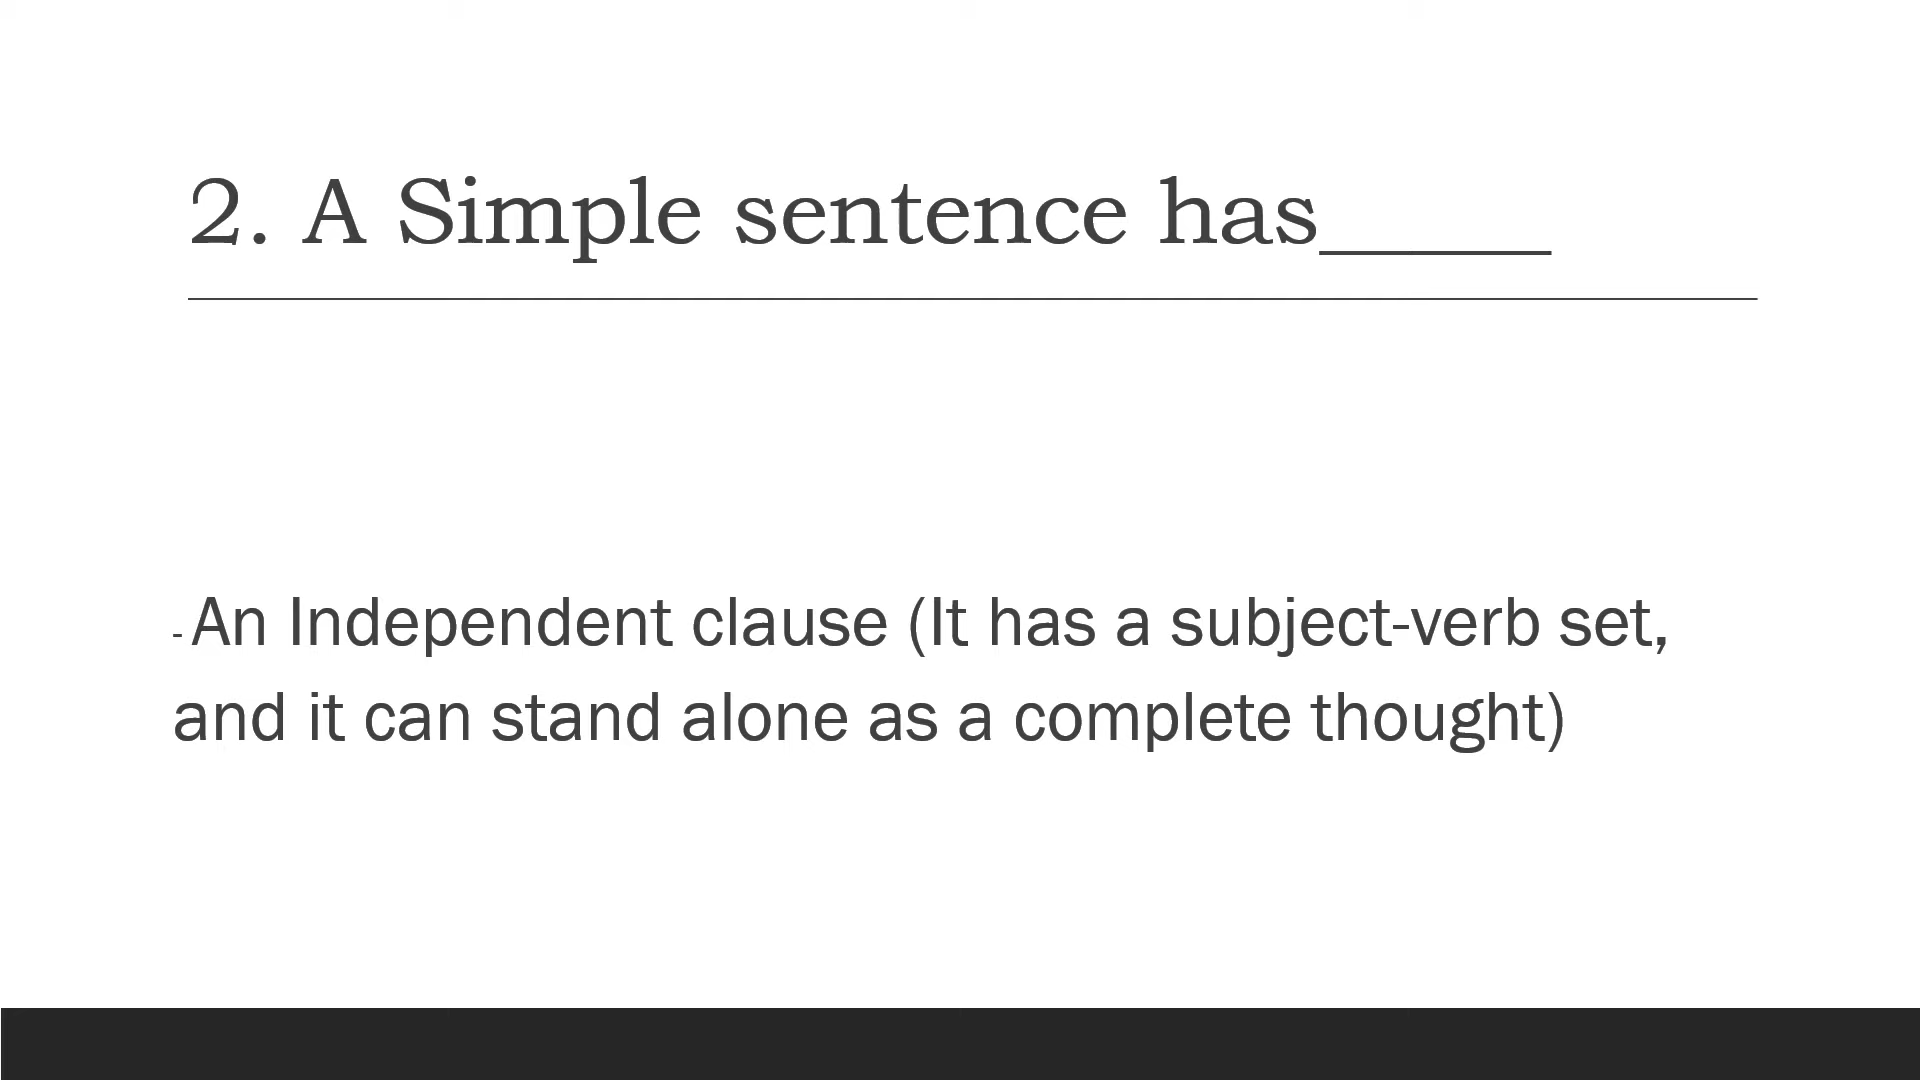 2. A Simple sentence has_____
- An Independent clause (It has a subject-verb set,
and it can stand alone as a complete thought)